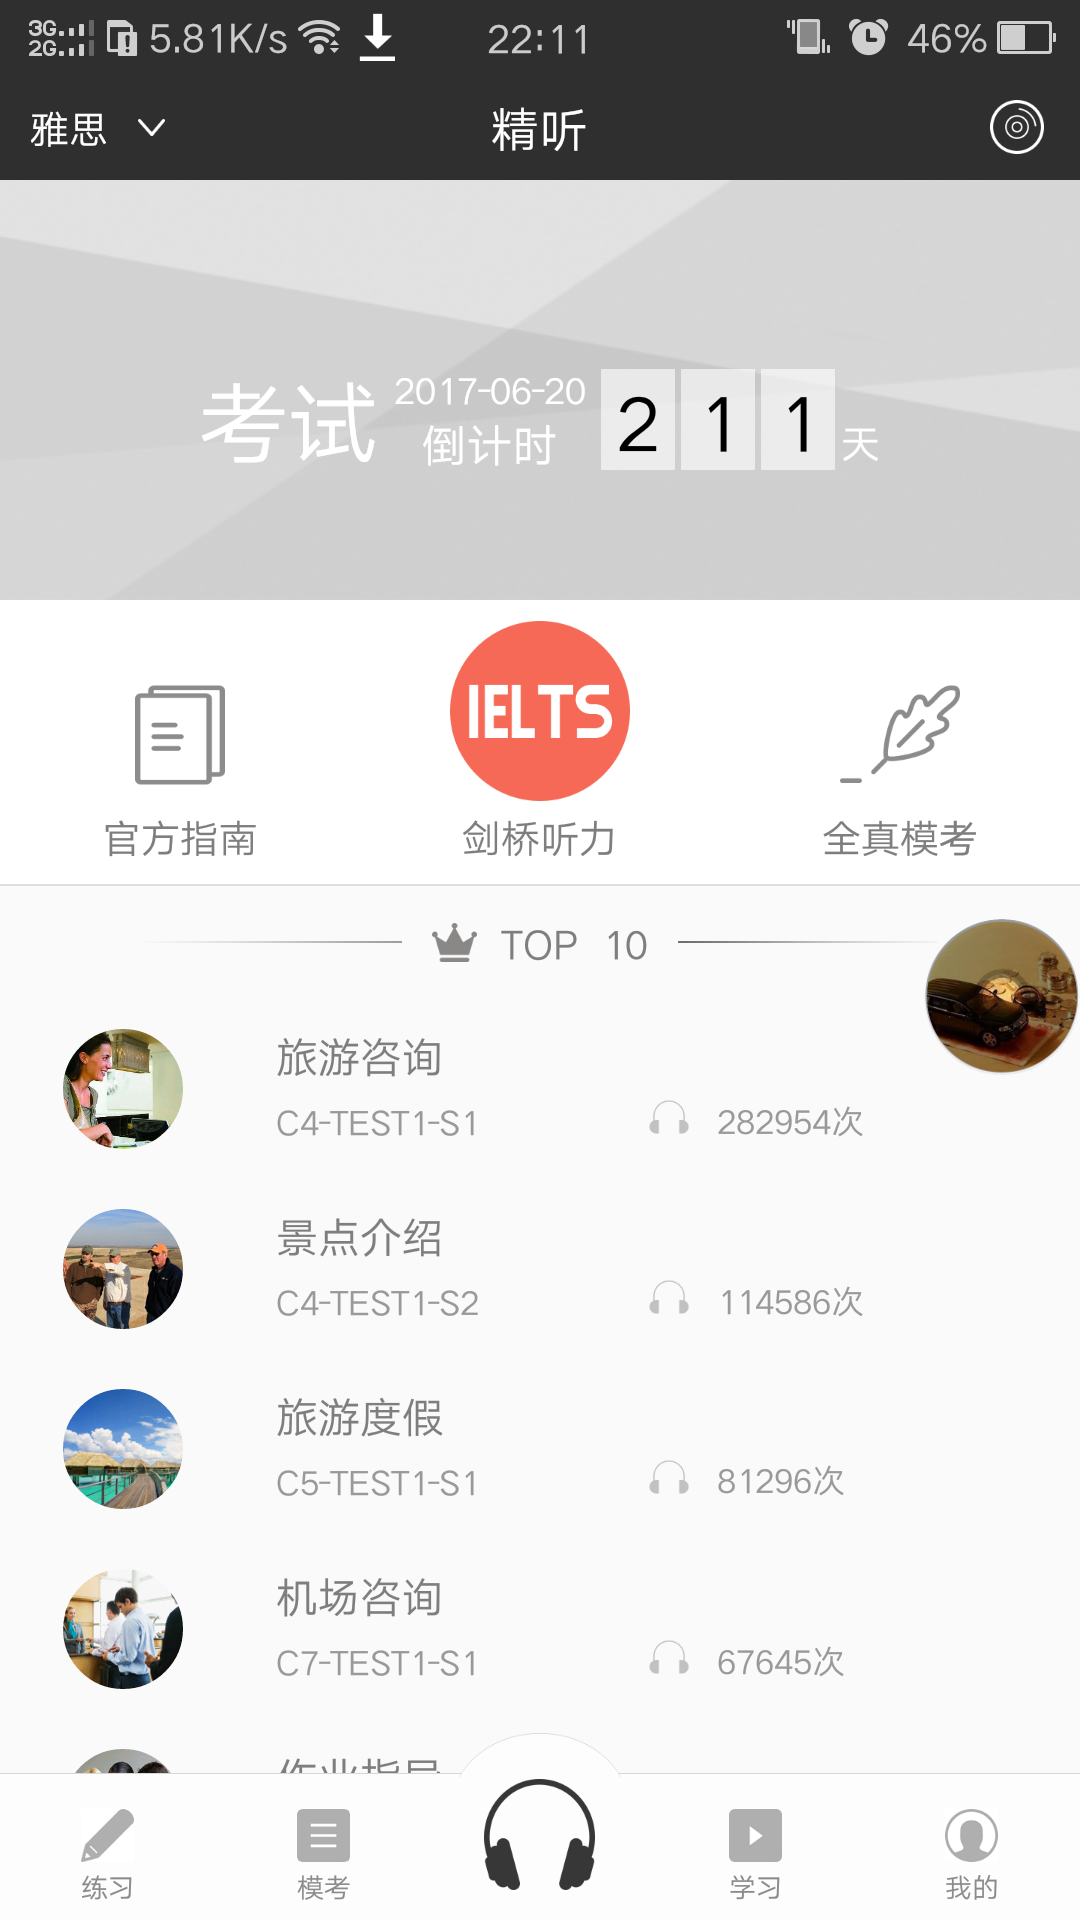 3G 2G 5.81K/s 22:11 46%
雅思 精听
考试 2017-06-20 倒计时 211天
IELTS
官方指南 剑桥听力 全真模考
TOP 10
旅游咨询
C4-TEST1-S1 282954次
景点介绍
C4-TEST1-S2 114586次
旅游度假
C5-TEST1-S1 81296次
机场咨询
C7-TEST1-S1 67645次
作业指导
练习 模考 学习 我的